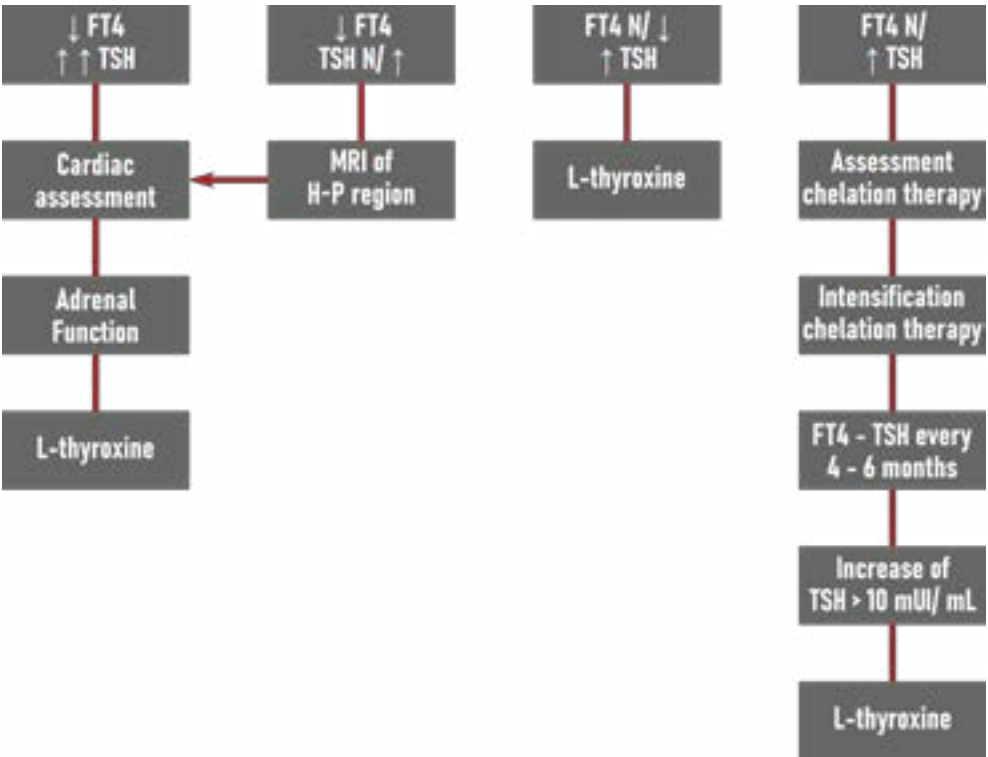 ↓ FT4
↑ ↑ TSH
↓ FT4
TSH N/ ↑
FT4 N/ ↓
↑ TSH
FT4 N/
↑ TSH
Cardiac
assessment
MRI of
H-P region
L-thyroxine
Assessment
chelation therapy
Adrenal
Function
Intensification
chelation therapy
L-thyroxine
FT4 - TSH every
4 - 6 months
Increase of
TSH > 10 mUI/ mL
L-thyroxine